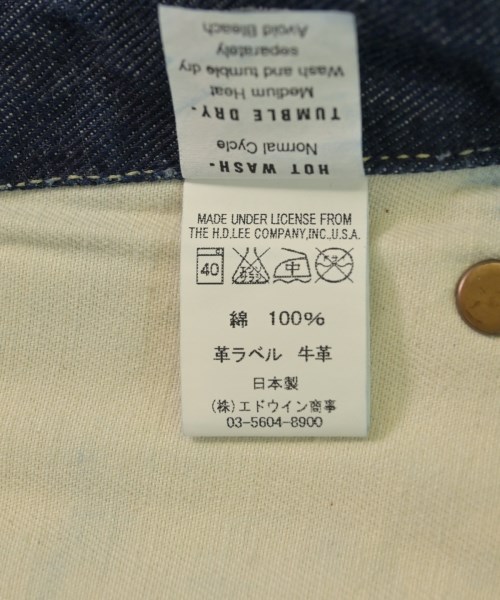 HOT WASH-
Normal Cycle
TUMBLE DRY-
Medium Heat
Wash and tumble dry
separately
Avoid Bleach
MADE UNDER LICENSE FROM
THE H.D.LEE COMPANY,INC.,U.S.A.
40 中
綿 100%
革ラベル 牛革
日本製
(株)エドウイン商事
03-5604-8900